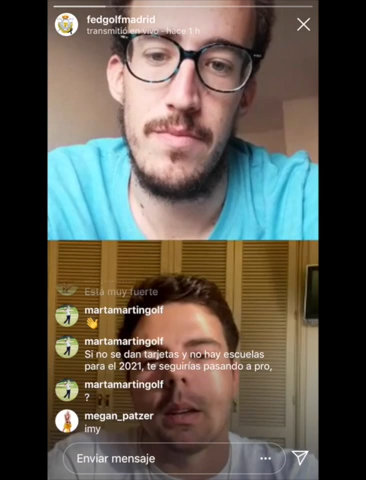 fedgolfmadrid
transmitió en vivo · hace 1 h
Está muy fuerte
martamartingolf
👋
martamartingolf
Si no se dan tarjetas y no hay escuelas
para el 2021, te seguirías pasando a pro,
martamartingolf
?
megan_patzer
imy
Enviar mensaje